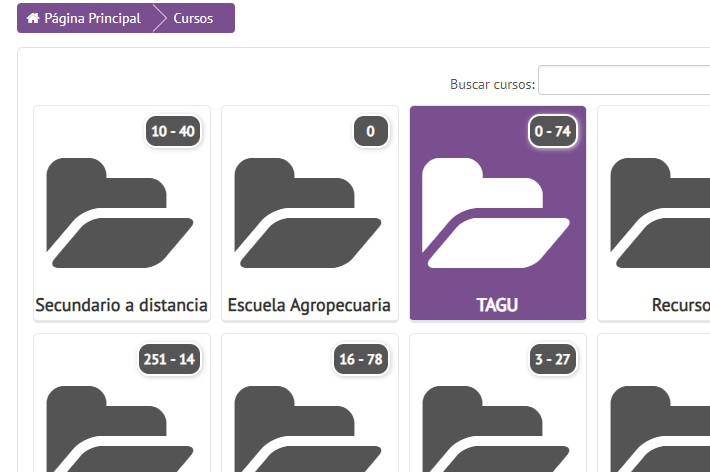 Página Principal
Cursos
Buscar cursos:
10 - 40
0
0 - 74
Secundario a distancia
Escuela Agropecuaria
TAGU
Recurso
251 - 14
16 - 78
3 - 27